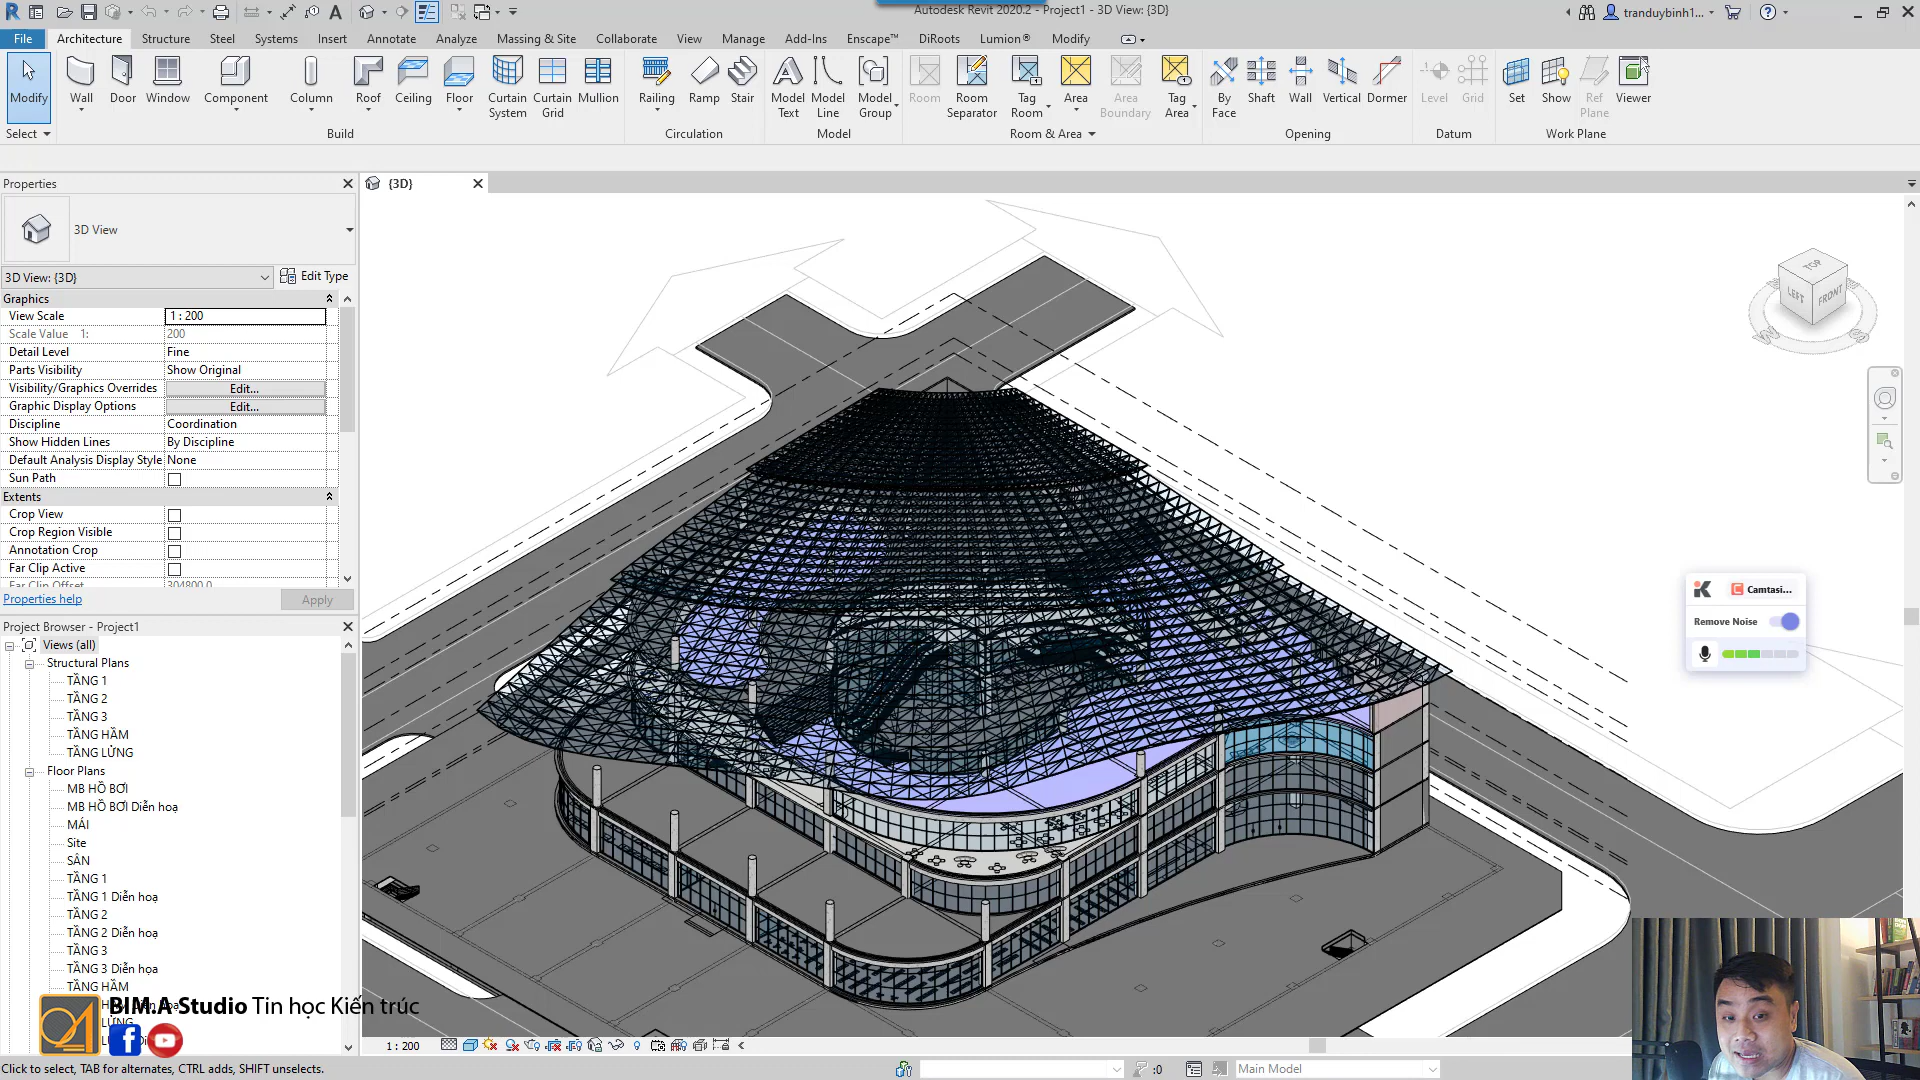 Autodesk Revit 2020.2 - Project1 - 3D View: {3D}
tranduybinh1...
File Architecture Structure Steel Systems Insert Annotate Analyze Massing & Site Collaborate View Manage Add-Ins Enscape™ DiRoots Lumion® Modify
Modify Wall Door Window Component Column Roof Ceiling Floor Curtain System Curtain Grid Mullion Railing Ramp Stair Model Text Model Line Model Group Room Room Separator Tag Room Area Area Boundary Tag Area By Face Shaft Wall Vertical Dormer Level Grid Set Show Ref Plane Viewer
Select Build Circulation Model Room & Area Opening Datum Work Plane
Properties
{3D}
3D View
3D View: {3D}
Edit Type
Graphics
View Scale 1 : 200
Scale Value 1: 200
Detail Level Fine
Parts Visibility Show Original
Visibility/Graphics Overrides Edit...
Graphic Display Options Edit...
Discipline Coordination
Show Hidden Lines By Discipline
Default Analysis Display Style None
Sun Path
Extents
Crop View
Crop Region Visible
Annotation Crop
Far Clip Active
Far Clip Offset 304800.0
Properties help
Apply
Project Browser - Project1
Views (all)
Structural Plans
TẦNG 1
TẦNG 2
TẦNG 3
TẦNG HẦM
TẦNG LỬNG
Floor Plans
MB HỒ BƠI
MB HỒ BƠI Diễn hoạ
MÁI
Site
SÂN
TẦNG 1
TẦNG 1 Diễn hoạ
TẦNG 2
TẦNG 2 Diễn hoạ
TẦNG 3
TẦNG 3 Diễn hoạ
TẦNG HẦM
BIM.A Studio Tin học Kiến trúc
LỬNG
TOP
LEFT
FRONT
W
S
Camtasi...
Remove Noise
1 : 200
Click to select, TAB for alternates, CTRL adds, SHIFT unselects.
:0
Main Model